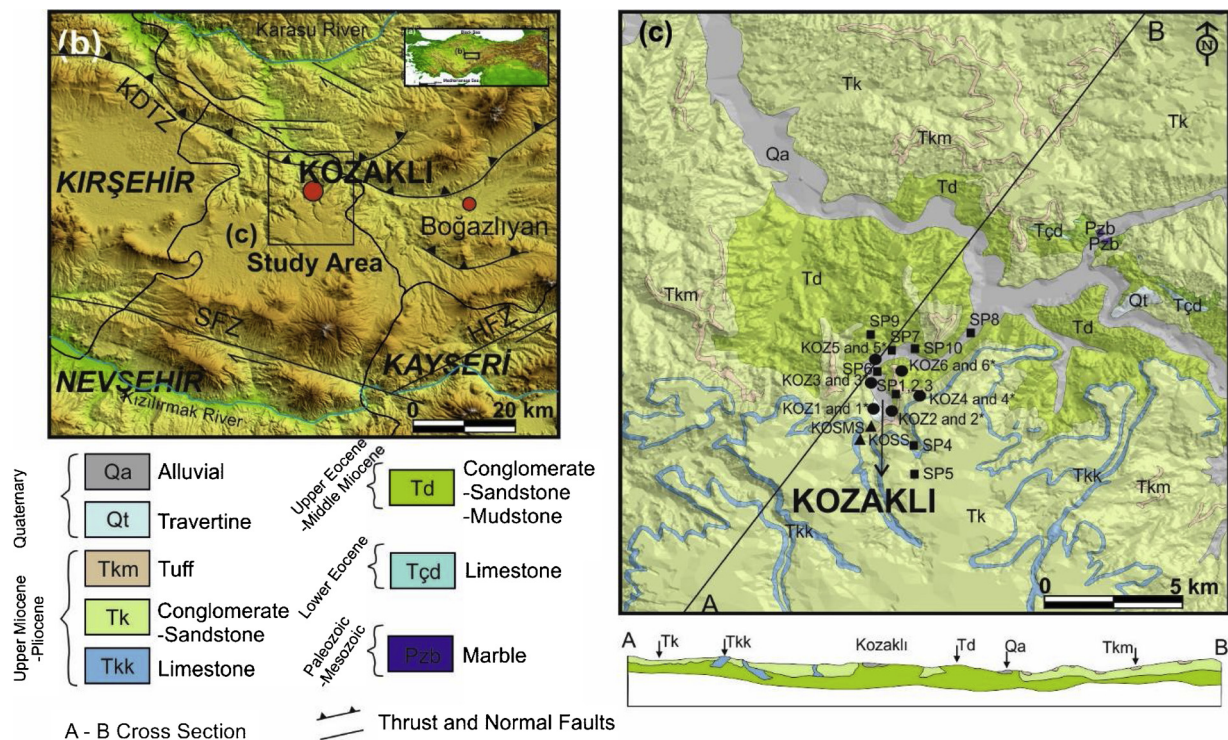 (b)
Karasu River
(b)
Black Sea
Mediterranean Sea
KDTZ
KOZAKLI
KIRŞEHİR
Boğazlıyan
(c)
Study Area
SFZ
HFZ
KAYSERİ
NEVŞEHİR
Kızılırmak River
0 20 km
(c)
B
N
Tk
Tkm
Tk
Qa
Td
Pzb
Tçd
Pzb
Td
Tkm
Qt
Tçd
SP9
SP8
Td
SP7
KOZ5 and 5*
SP10
SP6
KOZ6 and 6*
KOZ3 and 3*
SP1,2,3
KOZ4 and 4*
KOZ1 and 1*
KOZ2 and 2*
KOSMS
KOSS
SP4
SP5
Tkk
Tkm
KOZAKLI
Tk
Tkk
0 5 km
A
Quaternary
Qa Alluvial
Qt Travertine
Upper Miocene
-Pliocene
Tkm Tuff
Tk Conglomerate
-Sandstone
Tkk Limestone
Upper Eocene
-Middle Miocene
Td Conglomerate
-Sandstone
-Mudstone
Lower Eocene
Tçd Limestone
Paleozoic
-Mesozoic
Pzb Marble
A - B Cross Section
Thrust and Normal Faults
A Tk Tkk Kozaklı Td Qa Tkm B